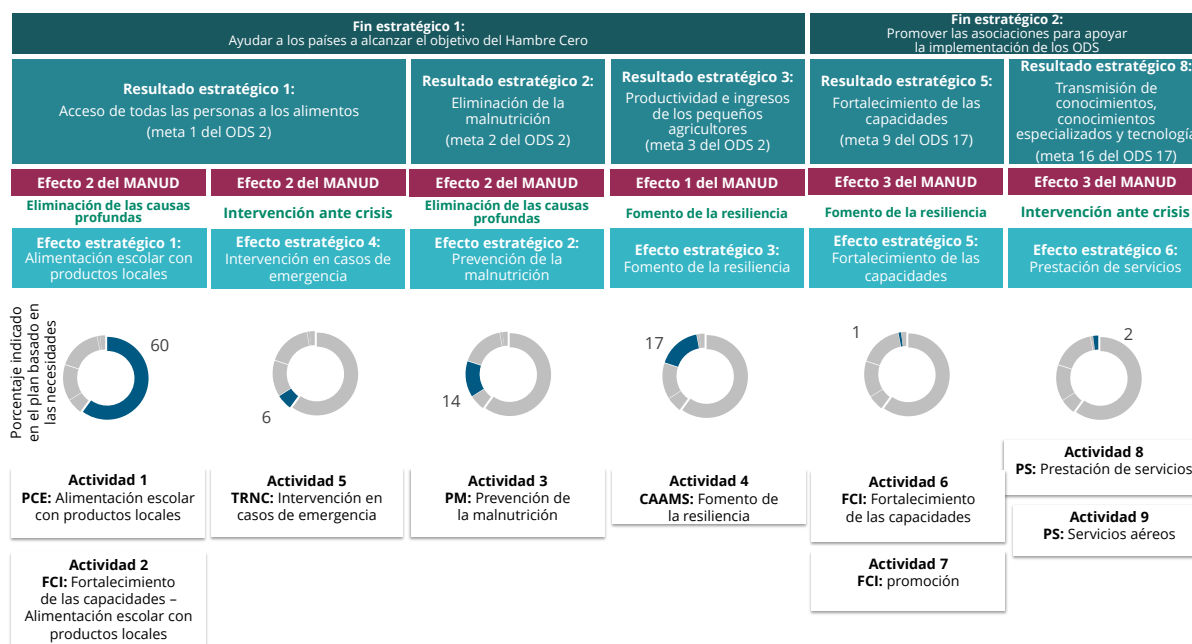 Fin estratégico 1:
Ayudar a los países a alcanzar el objetivo del Hambre Cero
Fin estratégico 2:
Promover las asociaciones para apoyar
la implementación de los ODS
Resultado estratégico 1:
Acceso de todas las personas a los alimentos
(meta 1 del ODS 2)
Resultado estratégico 2:
Eliminación de la
malnutrición
(meta 2 del ODS 2)
Resultado estratégico 3:
Productividad e ingresos
de los pequeños
agricultores
(meta 3 del ODS 2)
Resultado estratégico 5:
Fortalecimiento de las
capacidades
(meta 9 del ODS 17)
Resultado estratégico 8:
Transmisión de
conocimientos,
conocimientos
especializados y tecnología
(meta 16 del ODS 17)
Efecto 2 del MANUD
Efecto 2 del MANUD
Efecto 2 del MANUD
Efecto 1 del MANUD
Efecto 3 del MANUD
Efecto 3 del MANUD
Eliminación de las causas
profundas
Intervención ante crisis
Eliminación de las causas
profundas
Fomento de la resiliencia
Fomento de la resiliencia
Intervención ante crisis
Efecto estratégico 1:
Alimentación escolar con
productos locales
Efecto estratégico 4:
Intervención en casos de
emergencia
Efecto estratégico 2:
Prevención de la
malnutrición
Efecto estratégico 3:
Fomento de la resiliencia
Efecto estratégico 5:
Fortalecimiento de las
capacidades
Efecto estratégico 6:
Prestación de servicios
Porcentaje indicado
en el plan basado en
las necesidades
60
6
14
17
1
2
Actividad 1
PCE: Alimentación escolar
con productos locales
Actividad 5
TRNC: Intervención en
casos de emergencia
Actividad 3
PM: Prevención de
la malnutrición
Actividad 4
CAAMS: Fomento de
la resiliencia
Actividad 6
FCI: Fortalecimiento
de las capacidades
Actividad 8
PS: Prestación de servicios
Actividad 9
PS: Servicios aéreos
Actividad 2
FCI: Fortalecimiento
de las capacidades –
Alimentación escolar con
productos locales
Actividad 7
FCI: promoción